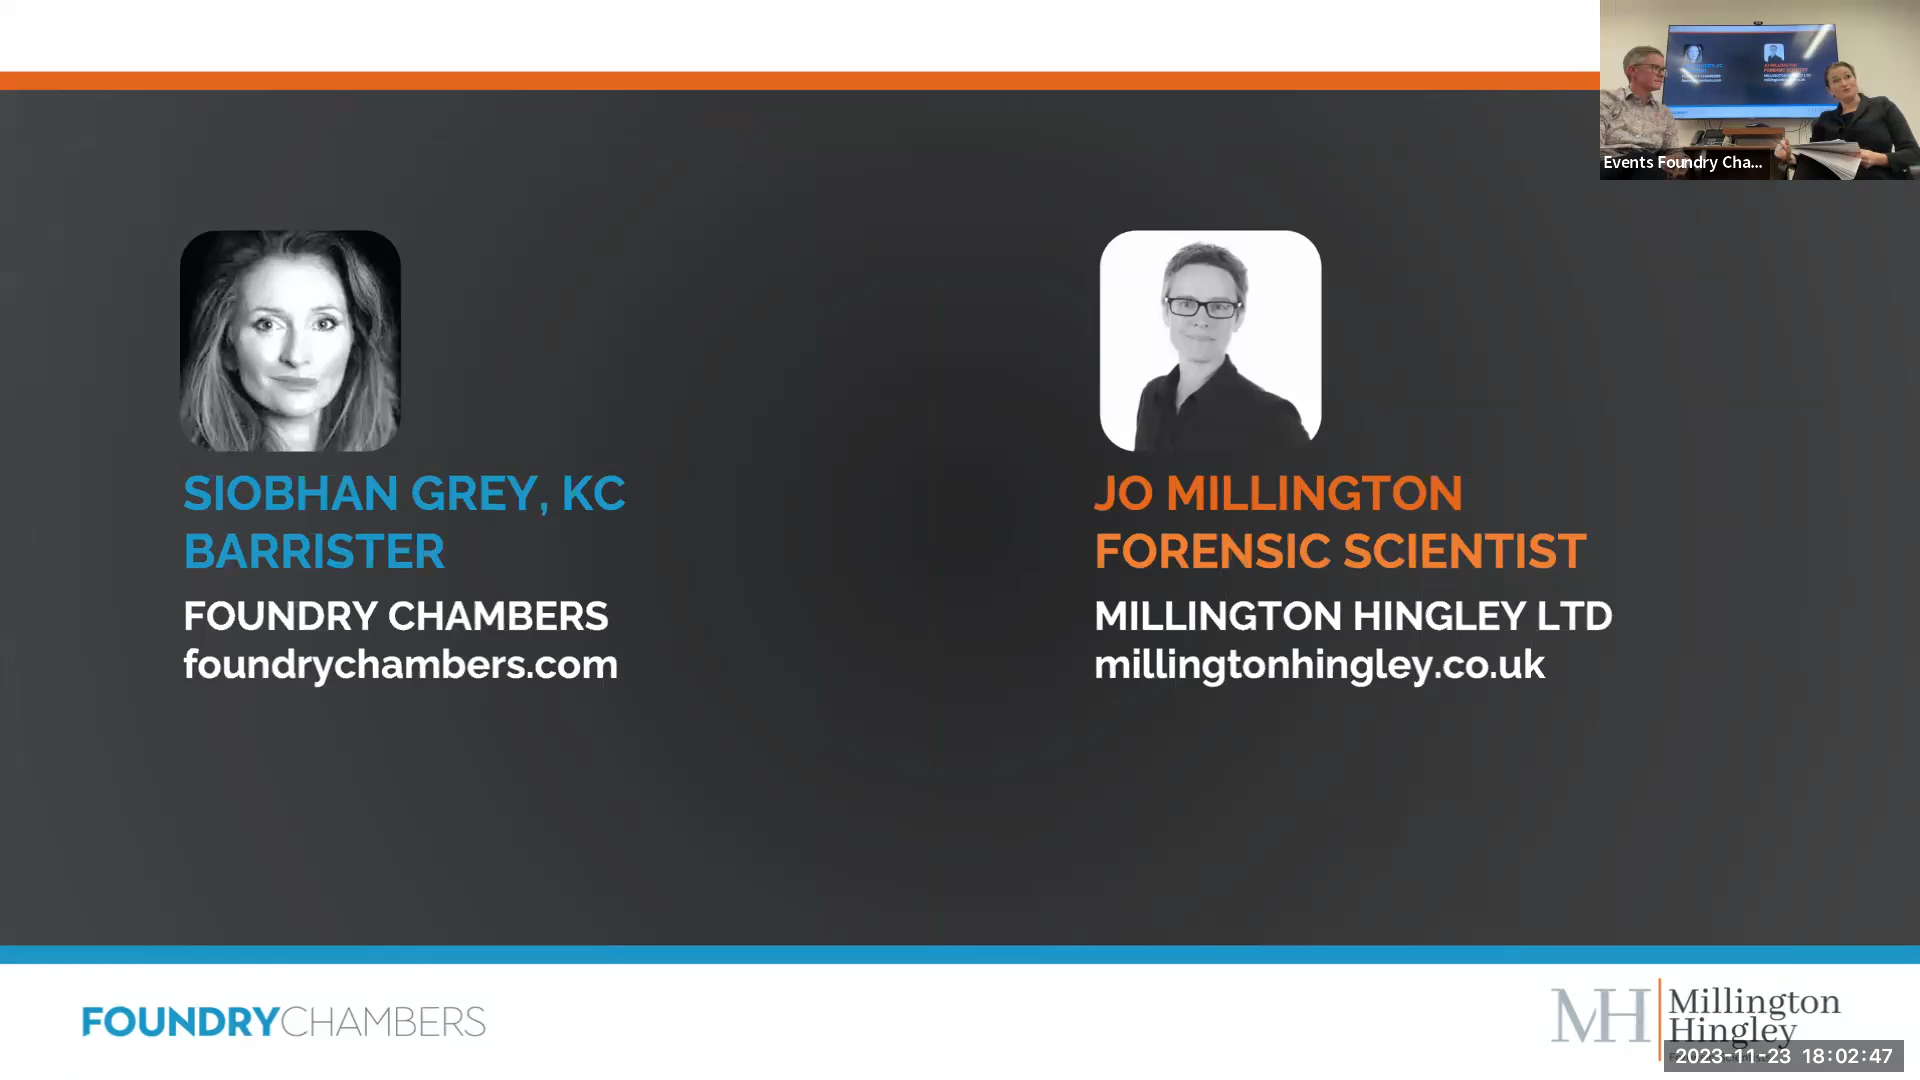 Events Foundry Cha...
SIOBHAN GREY, KC
BARRISTER
FOUNDRY CHAMBERS
foundrychambers.com
JO MILLINGTON
FORENSIC SCIENTIST
MILLINGTON HINGLEY LTD
millingtonhingley.co.uk
FOUNDRYCHAMBERS
MH Millington
Hingley
2023-11-23 18:02:47